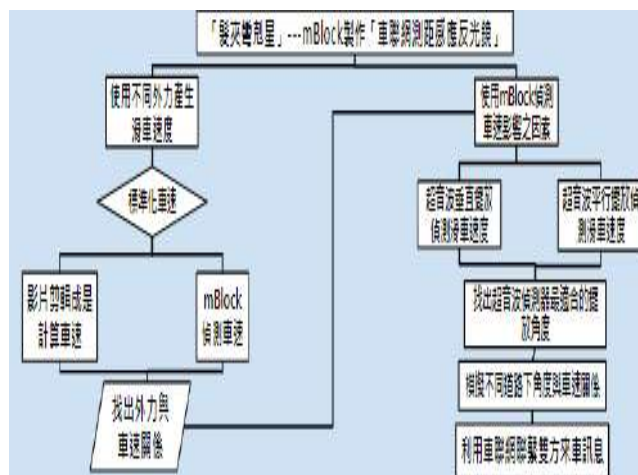 「髮夾彎剋星」---mBlock製作「車聯網測距感應反光鏡」
使用不同外力產生
滑車速度
標準化車速
影片剪輯成是
計算車速
mBlock
偵測車速
找出外力與
車速關係
使用mBlock偵測
車速影響之因素
超音波垂直擺放
偵測滑車速度
超音波平行擺放偵
測滑車速度
找出超音波偵測器最適合的擺
放角度
模擬不同道路下角度與車速關係
利用車聯網聯繫雙方來車訊息